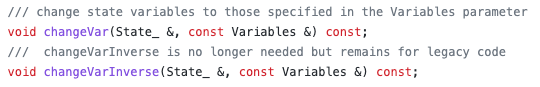 /// change state variables to those specified in the Variables parameter
void changeVar(State_ &, const Variables &) const;
///  changeVarInverse is no longer needed but remains for legacy code
void changeVarInverse(State_ &, const Variables &) const;